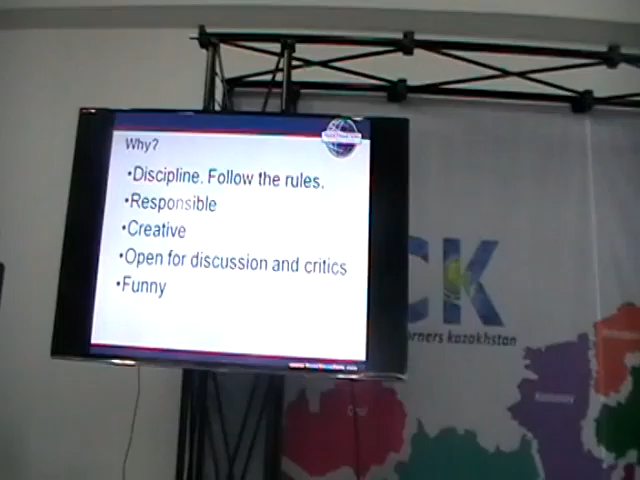 Why?
•Discipline. Follow the rules.
•Responsible
•Creative
•Open for discussion and critics
•Funny
CK
rners kazakhstan